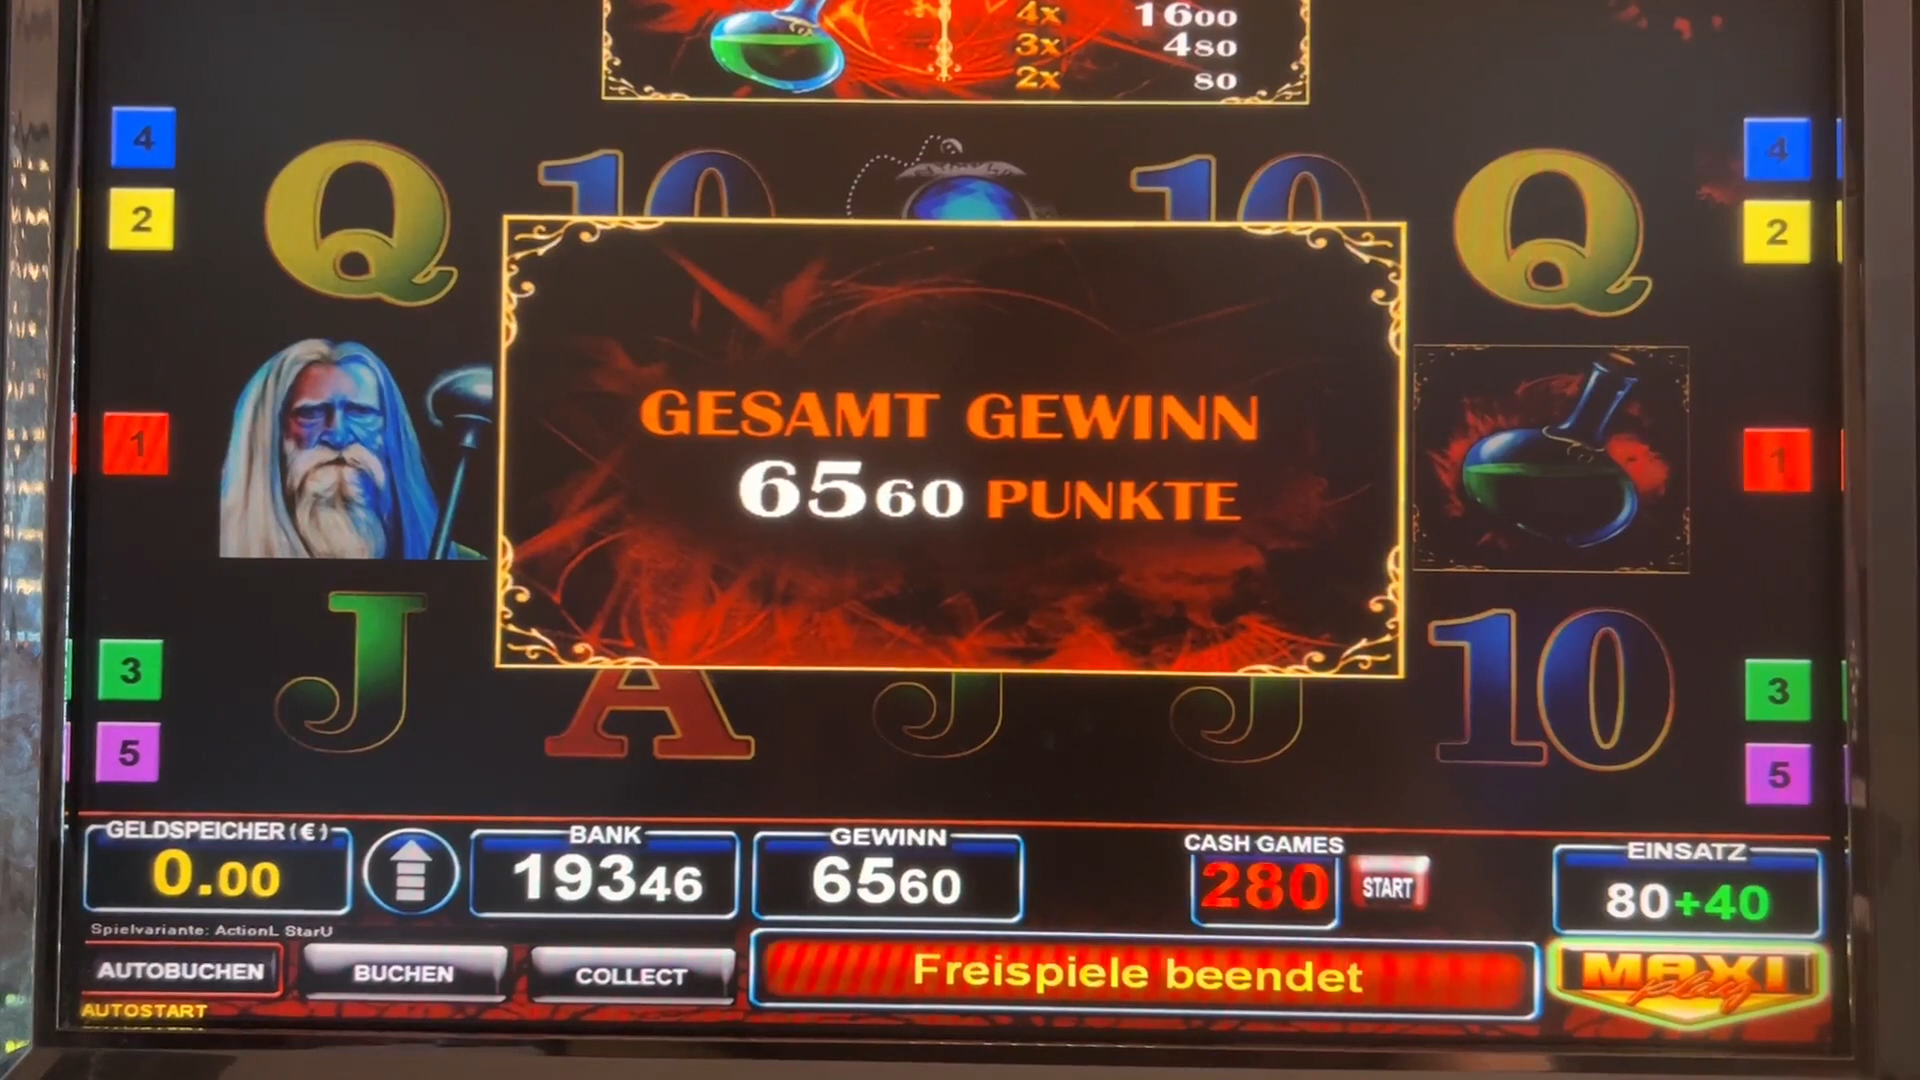 4x 1600
3x 480
2x 80
4 Q 10 10 Q 4
2 2
GESAMT GEWINN
6560 PUNKTE
1 1
3 J A J J 10 3
5 5
GELDSPEICHER (€) BANK GEWINN CASH GAMES EINSATZ
0.00 19346 6560 280 START 80+40
Spielvariante: ActionL StarU
AUTOBUCHEN BUCHEN COLLECT Freispiele beendet MAXI play
AUTOSTART